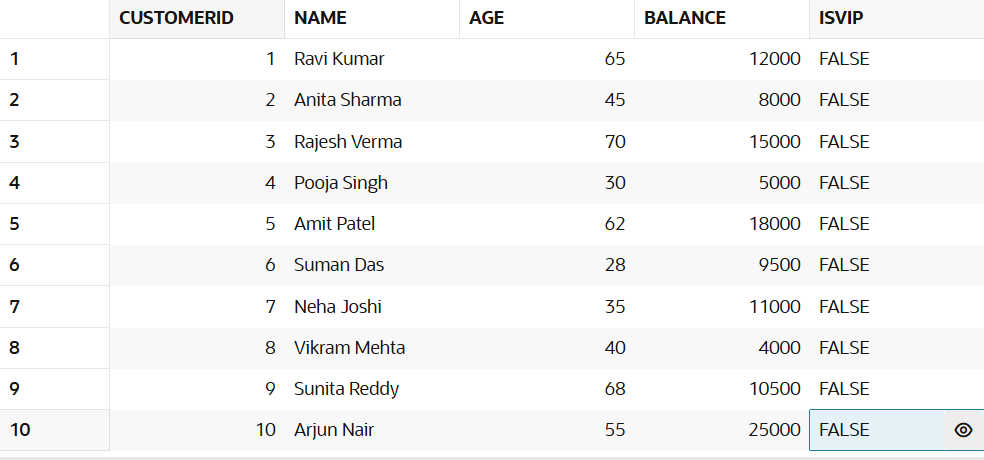 CUSTOMERID NAME AGE BALANCE ISVIP
1 1 Ravi Kumar 65 12000 FALSE
2 2 Anita Sharma 45 8000 FALSE
3 3 Rajesh Verma 70 15000 FALSE
4 4 Pooja Singh 30 5000 FALSE
5 5 Amit Patel 62 18000 FALSE
6 6 Suman Das 28 9500 FALSE
7 7 Neha Joshi 35 11000 FALSE
8 8 Vikram Mehta 40 4000 FALSE
9 9 Sunita Reddy 68 10500 FALSE
10 10 Arjun Nair 55 25000 FALSE